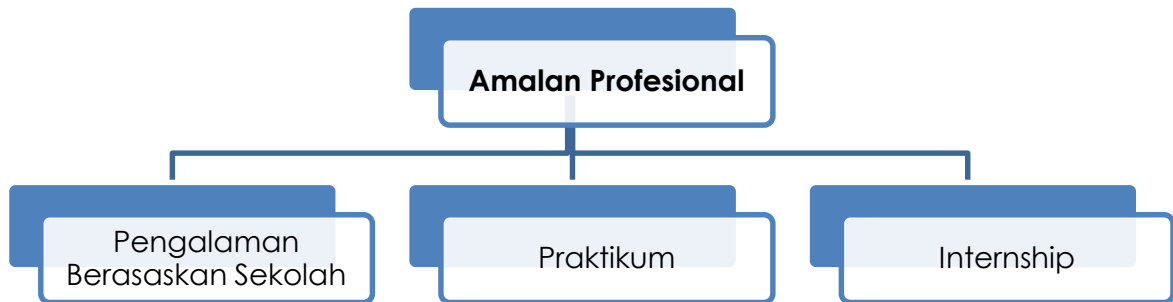 Amalan Profesional
Pengalaman
Berasaskan Sekolah
Praktikum
Internship